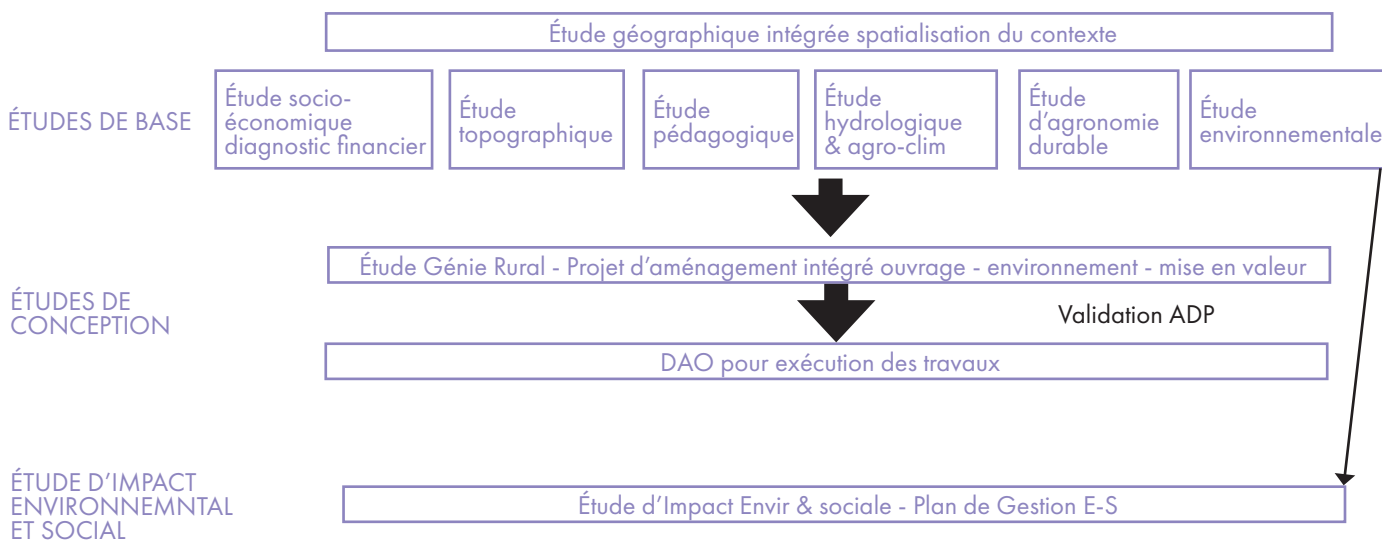 Étude géographique intégrée spatialisation du contexte
ÉTUDES DE BASE
Étude socio-
économique
diagnostic financier
Étude
topographique
Étude
pédagogique
Étude
hydrologique
& agro-clim
Étude
d'agronomie
durable
Étude
environnementale
Étude Génie Rural - Projet d'aménagement intégré ouvrage - environnement - mise en valeur
ÉTUDES DE
CONCEPTION
Validation ADP
DAO pour exécution des travaux
ÉTUDE D'IMPACT
ENVIRONNEMNTAL
ET SOCIAL
Étude d'Impact Envir & sociale - Plan de Gestion E-S